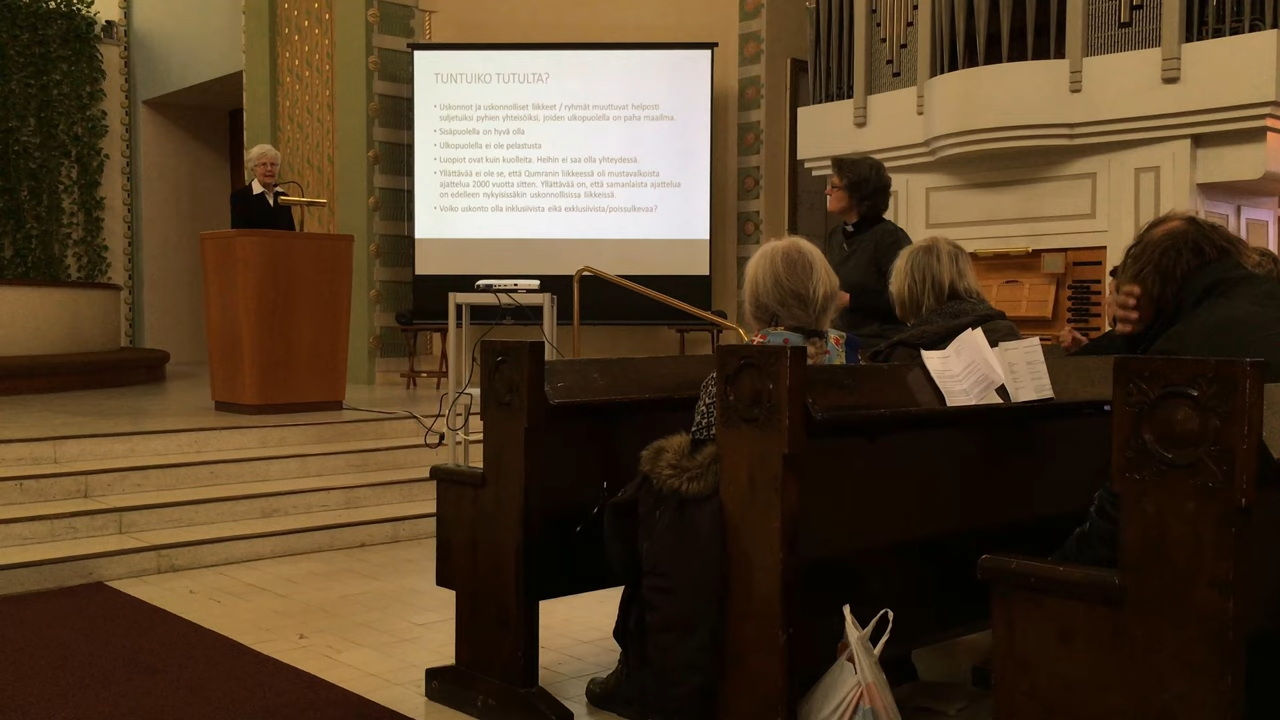 TUNTUIKO TUTULTA?
• Uskonnot ja uskonnolliset liikkeet / ryhmät muuttuvat helposti
suljetuiksi pyhien yhteisöiksi, joiden ulkopuolella on paha maailma.
• Sisäpuolella on hyvä olla
• Ulkopuolella ei ole pelastusta
• Luopiot ovat kuin kuolleita. Heihin ei saa olla yhteydessä.
• Yllättävää ei ole se, että Qumranin liikkeessä oli mustavalkoista
ajattelua 2000 vuotta sitten. Yllättävää on, että samanlaista ajattelua
on edelleen nykyisissäkin uskonnollisissa liikkeissä.
• Voiko uskonto olla inklusiivista eikä exklusiivista/poissulkevaa?